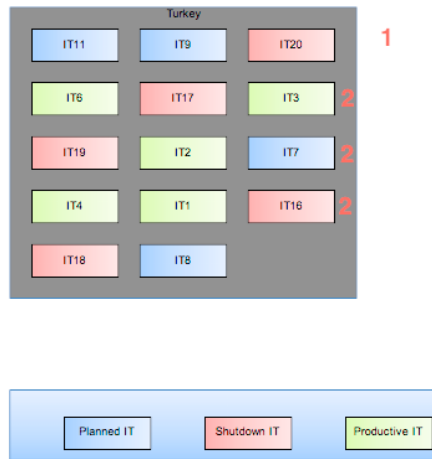 Turkey
IT11 IT9 IT20 1
IT6 IT17 IT3 2
IT19 IT2 IT7 2
IT4 IT1 IT16 2
IT18 IT8
Planned IT Shutdown IT Productive IT